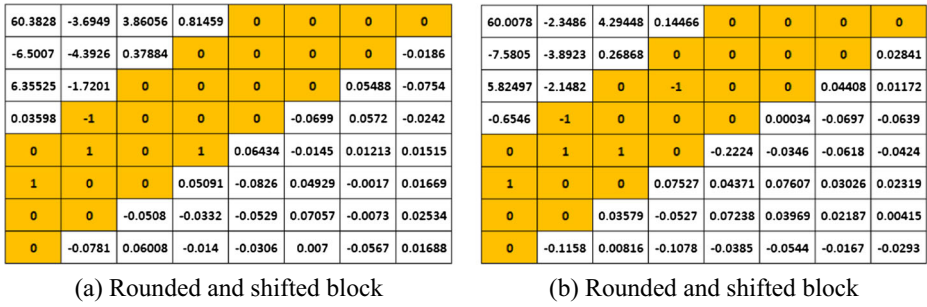 60.3828 -3.6949 3.86056 0.81459 0 0 0 0
-6.5007 -4.3926 0.37884 0 0 0 0 -0.0186
6.35525 -1.7201 0 0 0 0 0.05488 -0.0754
0.03598 -1 0 0 0 -0.0699 0.0572 -0.0242
0 1 0 1 0.06434 -0.0145 0.01213 0.01515
1 0 0 0.05091 -0.0826 0.04929 -0.0017 0.01669
0 0 -0.0508 -0.0332 -0.0529 0.07057 -0.0073 0.02534
0 -0.0781 0.06008 -0.014 -0.0306 0.007 -0.0567 0.01688
(a) Rounded and shifted block
60.0078 -2.3486 4.29448 0.14466 0 0 0 0
-7.5805 -3.8923 0.26868 0 0 0 0 0.02841
5.82497 -2.1482 0 -1 0 0 0.04408 0.01172
-0.6546 -1 0 0 0 0.00034 -0.0697 -0.0639
0 1 1 0 -0.2224 -0.0346 -0.0618 -0.0424
1 0 0 0.07527 0.04371 0.07607 0.03026 0.02319
0 0 0.03579 -0.0527 0.07238 0.03969 0.02187 0.00415
0 -0.1158 0.00816 -0.1078 -0.0385 -0.0544 -0.0167 -0.0293
(b) Rounded and shifted block